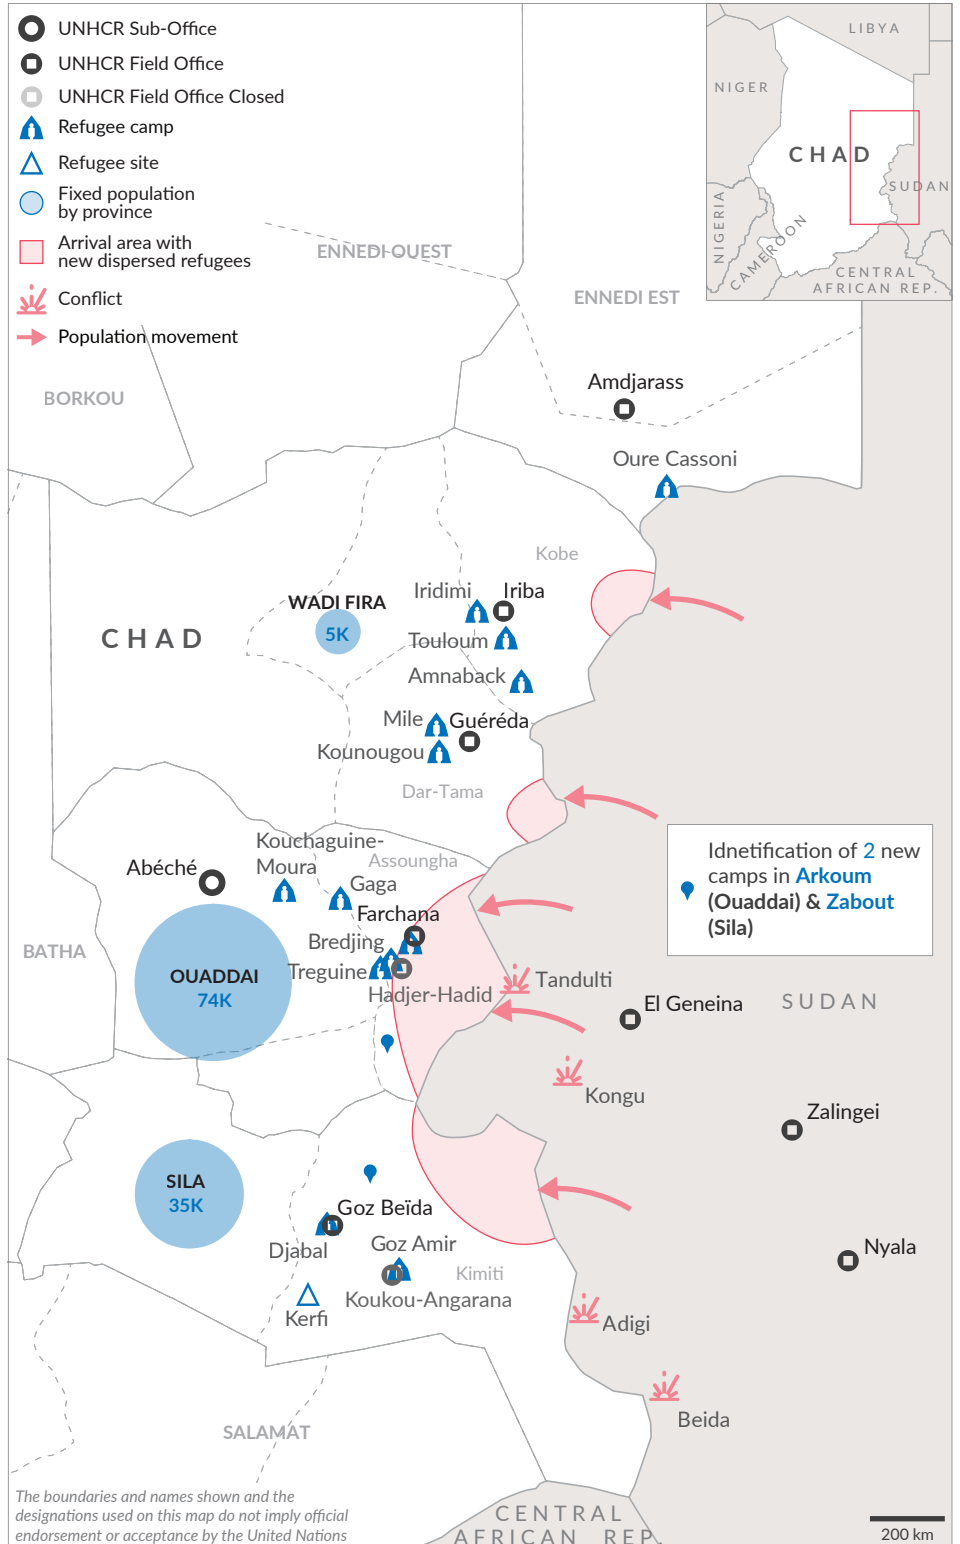 UNHCR Sub-Office
UNHCR Field Office
UNHCR Field Office Closed
Refugee camp
Refugee site
Fixed population
by province
Arrival area with
new dispersed refugees
Conflict
Population movement
LIBYA
NIGER
CHAD
SUDAN
NIGERIA
CAMEROON
CENTRAL
AFRICAN REP.
ENNEDI OUEST
ENNEDI EST
BORKOU
Amdjarass
Oure Cassoni
Kobe
Iridimi
Iriba
WADI FIRA
5K
CHAD
Touloum
Amnaback
Mile
Guéréda
Kounougou
Dar-Tama
Kouchaguine-
Moura
Assoungha
Abéché
Gaga
Farchana
Bredjing
Treguine
Hadjer-Hadid
BATHA
OUADDAI
74K
Idnetification of 2 new
camps in Arkoum
(Ouaddai) & Zabout
(Sila)
Tandulti
El Geneina
SUDAN
Kongu
Zalingei
SILA
35K
Goz Beïda
Djabal
Goz Amir
Kimiti
Koukou-Angarana
Kerfi
Nyala
Adigi
Beida
SALAMAT
The boundaries and names shown and the
designations used on this map do not imply official
endorsement or acceptance by the United Nations
CENTRAL
AFRICAN REP.
200 km